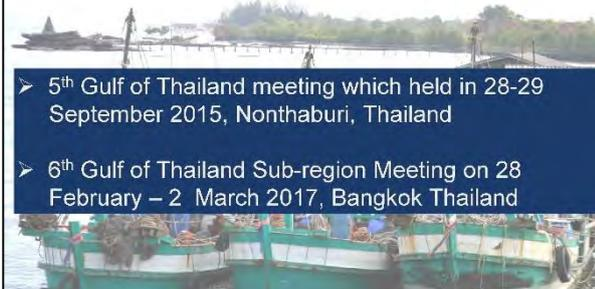 ➢ 5th Gulf of Thailand meeting which held in 28-29
September 2015, Nonthaburi, Thailand
➢ 6th Gulf of Thailand Sub-region Meeting on 28
February – 2 March 2017, Bangkok Thailand